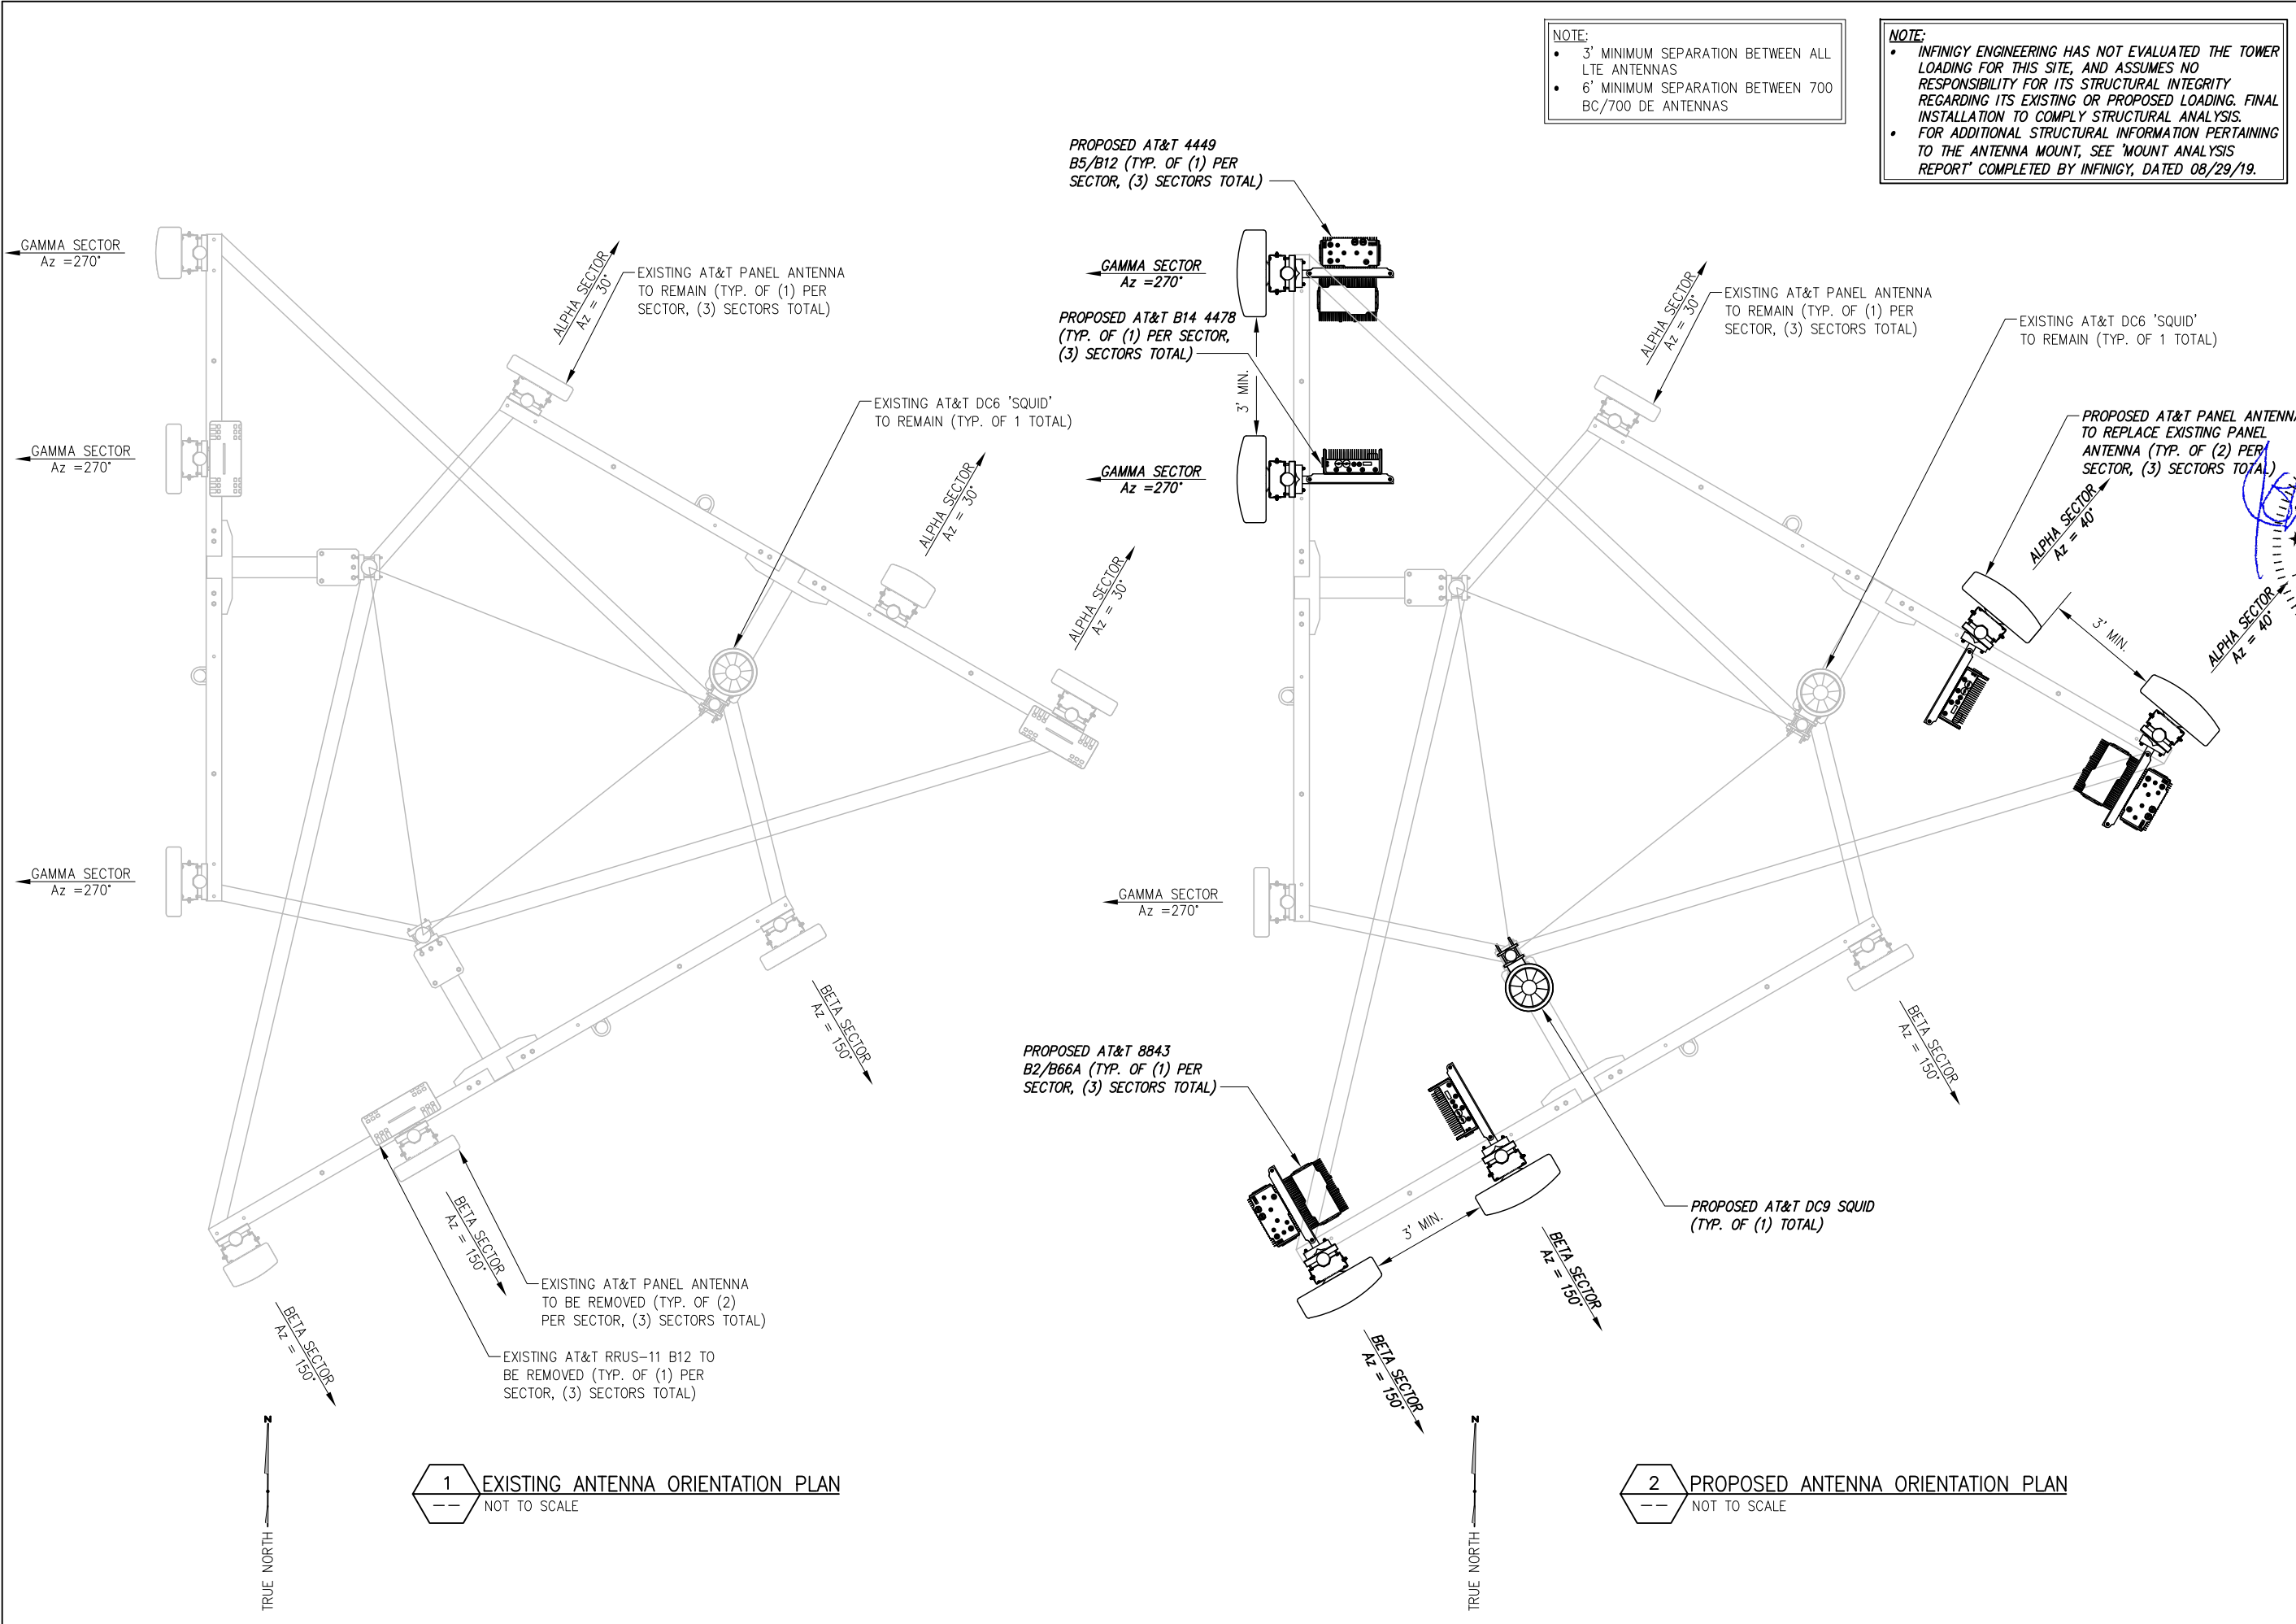 NOTE:
• 3' MINIMUM SEPARATION BETWEEN ALL
LTE ANTENNAS
• 6' MINIMUM SEPARATION BETWEEN 700
BC/700 DE ANTENNAS
NOTE:
• INFINIGY ENGINEERING HAS NOT EVALUATED THE TOWER
LOADING FOR THIS SITE, AND ASSUMES NO
RESPONSIBILITY FOR ITS STRUCTURAL INTEGRITY
REGARDING ITS EXISTING OR PROPOSED LOADING. FINAL
INSTALLATION TO COMPLY STRUCTURAL ANALYSIS.
• FOR ADDITIONAL STRUCTURAL INFORMATION PERTAINING
TO THE ANTENNA MOUNT, SEE 'MOUNT ANALYSIS
REPORT' COMPLETED BY INFINIGY, DATED 08/29/19.
GAMMA SECTOR
Az =270°
GAMMA SECTOR
Az =270°
GAMMA SECTOR
Az =270°
ALPHA SECTOR
Az = 30°
EXISTING AT&T PANEL ANTENNA
TO REMAIN (TYP. OF (1) PER
SECTOR, (3) SECTORS TOTAL)
EXISTING AT&T DC6 'SQUID'
TO REMAIN (TYP. OF 1 TOTAL)
ALPHA SECTOR
Az = 30°
ALPHA SECTOR
Az = 30°
BETA SECTOR
Az = 150°
BETA SECTOR
Az = 150°
BETA SECTOR
Az = 150°
EXISTING AT&T PANEL ANTENNA
TO BE REMOVED (TYP. OF (2)
PER SECTOR, (3) SECTORS TOTAL)
EXISTING AT&T RRUS-11 B12 TO
BE REMOVED (TYP. OF (1) PER
SECTOR, (3) SECTORS TOTAL)
N
TRUE NORTH
1
--
EXISTING ANTENNA ORIENTATION PLAN
NOT TO SCALE
PROPOSED AT&T 4449
B5/B12 (TYP. OF (1) PER
SECTOR, (3) SECTORS TOTAL)
GAMMA SECTOR
Az =270°
PROPOSED AT&T B14 4478
(TYP. OF (1) PER SECTOR,
(3) SECTORS TOTAL)
3' MIN.
GAMMA SECTOR
Az =270°
GAMMA SECTOR
Az =270°
ALPHA SECTOR
Az = 30°
EXISTING AT&T PANEL ANTENNA
TO REMAIN (TYP. OF (1) PER
SECTOR, (3) SECTORS TOTAL)
EXISTING AT&T DC6 'SQUID'
TO REMAIN (TYP. OF 1 TOTAL)
PROPOSED AT&T PANEL ANTENNA
TO REPLACE EXISTING PANEL
ANTENNA (TYP. OF (2) PER
SECTOR, (3) SECTORS TOTAL)
ALPHA SECTOR
Az = 40°
3' MIN.
ALPHA SECTOR
Az = 40°
BETA SECTOR
Az = 150°
PROPOSED AT&T 8843
B2/B66A (TYP. OF (1) PER
SECTOR, (3) SECTORS TOTAL)
3' MIN.
PROPOSED AT&T DC9 SQUID
(TYP. OF (1) TOTAL)
BETA SECTOR
Az = 150°
BETA SECTOR
Az = 150°
N
TRUE NORTH
2
--
PROPOSED ANTENNA ORIENTATION PLAN
NOT TO SCALE